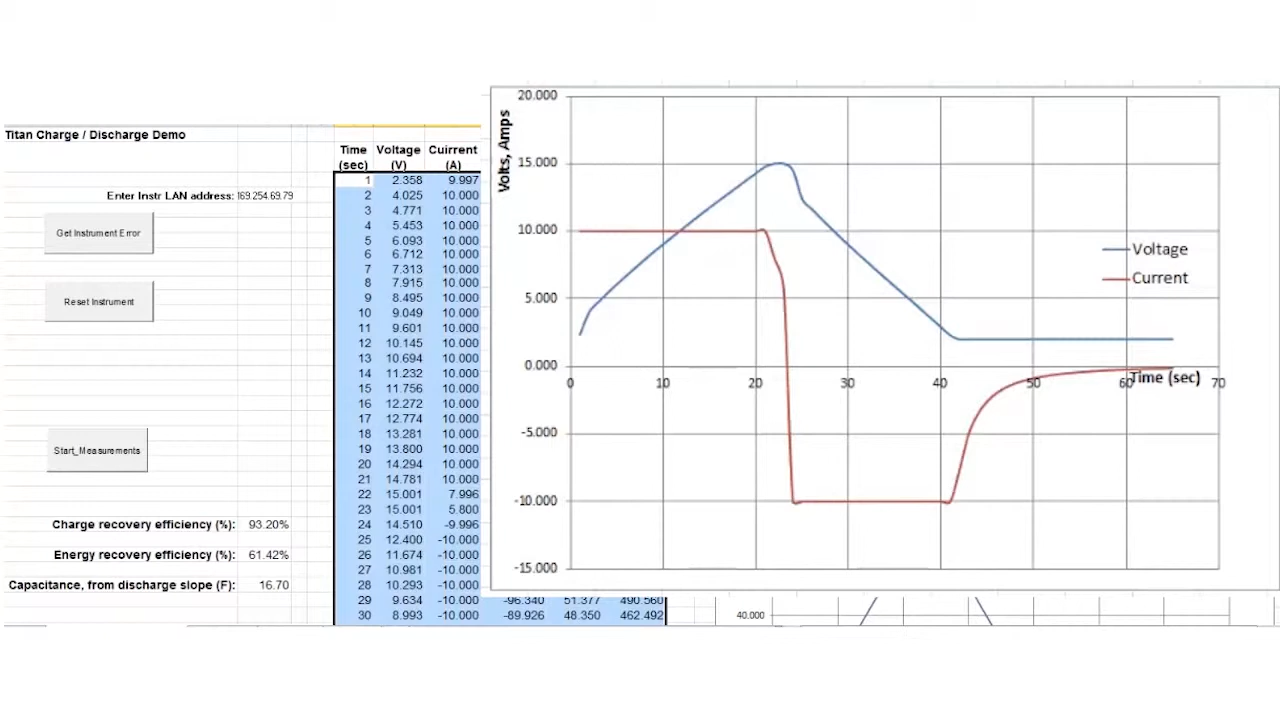 Titan Charge / Discharge Demo
Enter Instr LAN address: 169.254.69.79
Get Instrument Error
Reset Instrument
Start_Measurements
Charge recovery efficiency (%): 93.20%
Energy recovery efficiency (%): 61.42%
Capacitance, from discharge slope (F): 16.70
Time Voltage Cuirrent
(sec) (V) (A)
1 2.358 9.997
2 4.025 10.000
3 4.771 10.000
4 5.453 10.000
5 6.093 10.000
6 6.712 10.000
7 7.313 10.000
8 7.915 10.000
9 8.495 10.000
10 9.049 10.000
11 9.601 10.000
12 10.145 10.000
13 10.694 10.000
14 11.232 10.000
15 11.756 10.000
16 12.272 10.000
17 12.774 10.000
18 13.281 10.000
19 13.800 10.000
20 14.294 10.000
21 14.781 10.000
22 15.001 7.996
23 15.001 5.800
24 14.510 -9.996
25 12.400 -10.000
26 11.674 -10.000
27 10.981 -10.000
28 10.293 -10.000
29 9.634 -10.000 -96.340 51.377 490.560
30 8.993 -10.000 -89.926 48.350 462.492
Volts, Amps
20.000
15.000
10.000
5.000
0.000
-5.000
-10.000
-15.000
0 10 20 30 40 50 60 70
Time (sec)
Voltage
Current
40.000